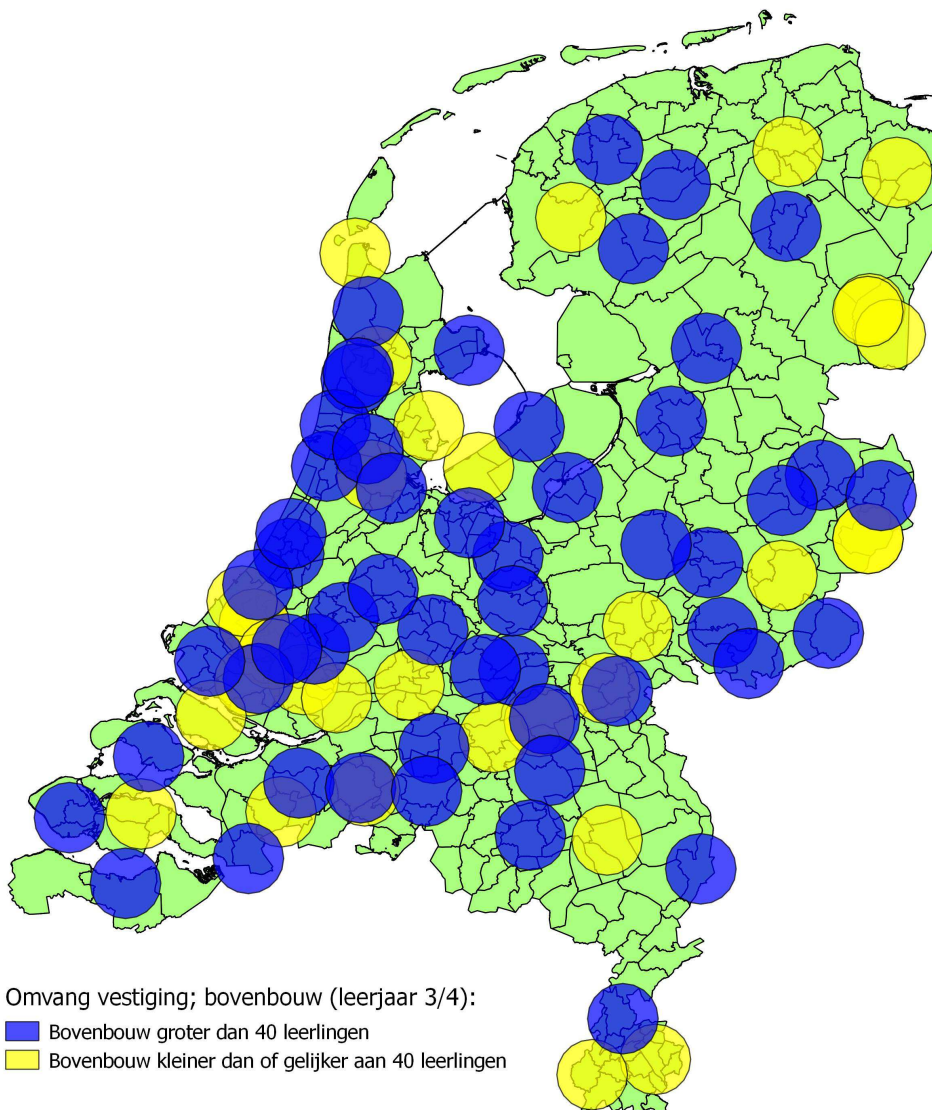 Omvang vestiging; bovenbouw (leerjaar 3/4):
Bovenbouw groter dan 40 leerlingen
Bovenbouw kleiner dan of gelijker aan 40 leerlingen